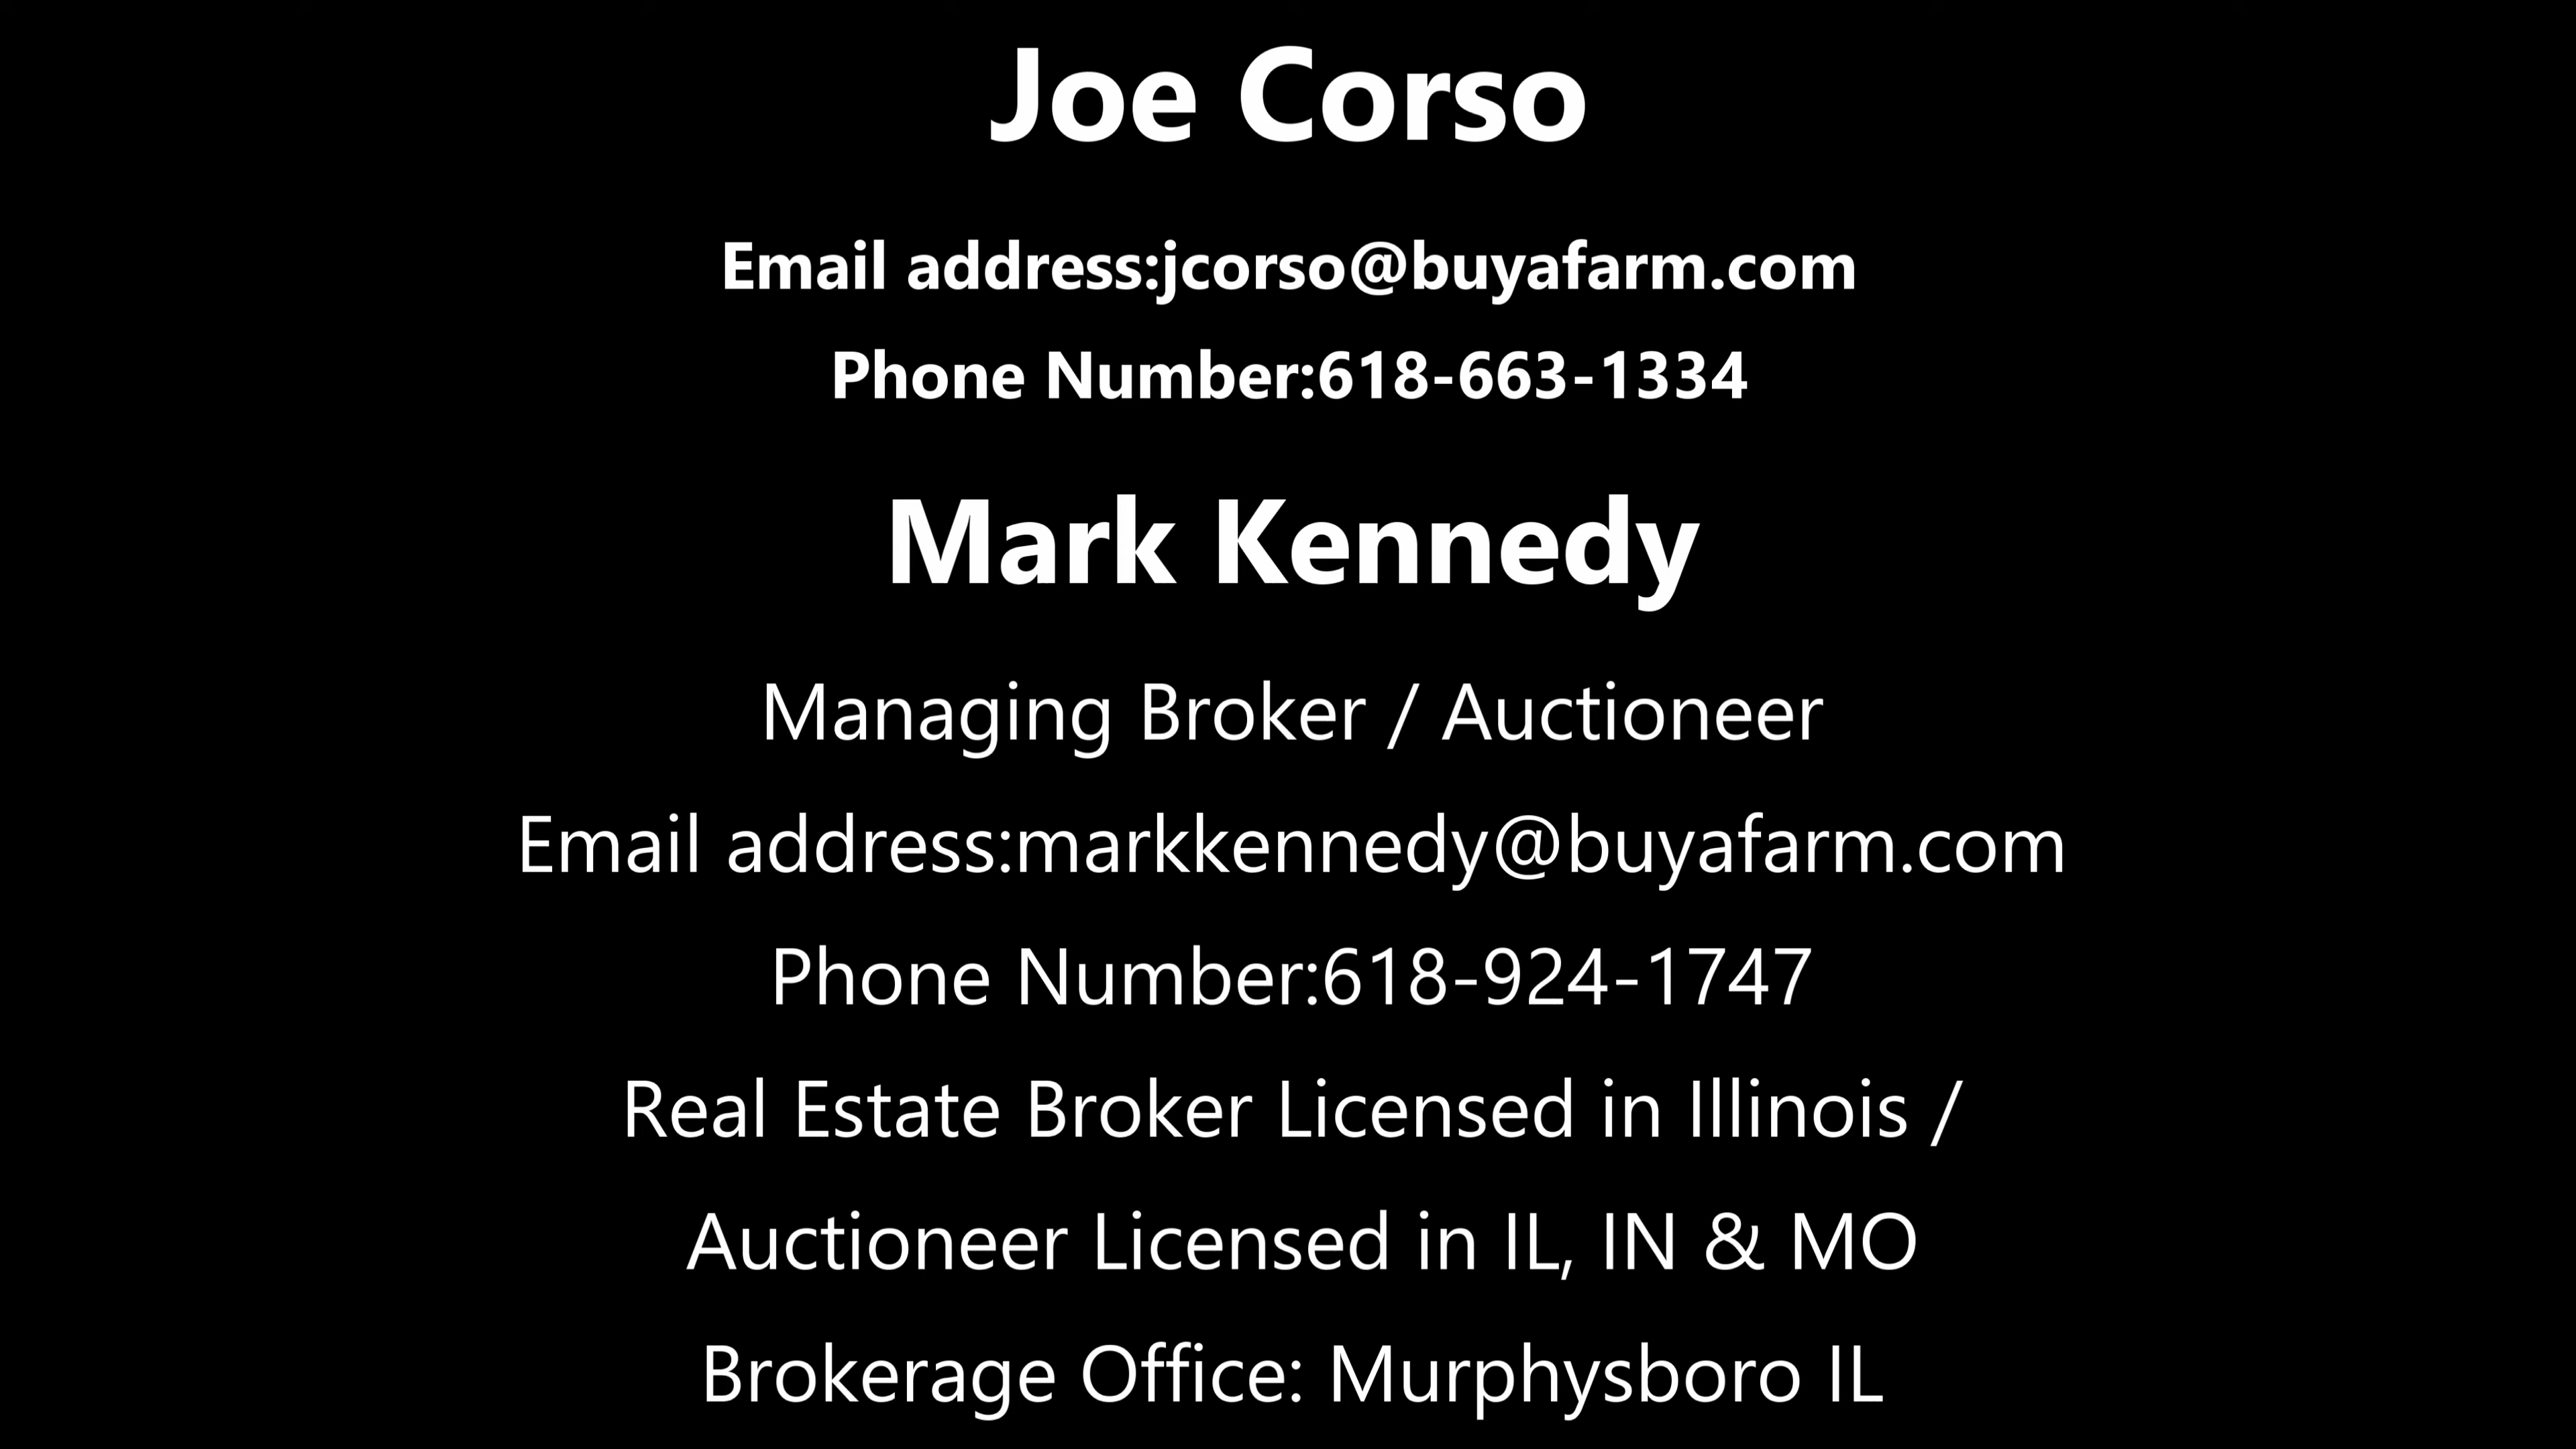 Joe Corso
Email address:jcorso@buyafarm.com
Phone Number:618-663-1334
Mark Kennedy
Managing Broker / Auctioneer
Email address:markkennedy@buyafarm.com
Phone Number:618-924-1747
Real Estate Broker Licensed in Illinois /
Auctioneer Licensed in IL, IN & MO
Brokerage Office: Murphysboro IL